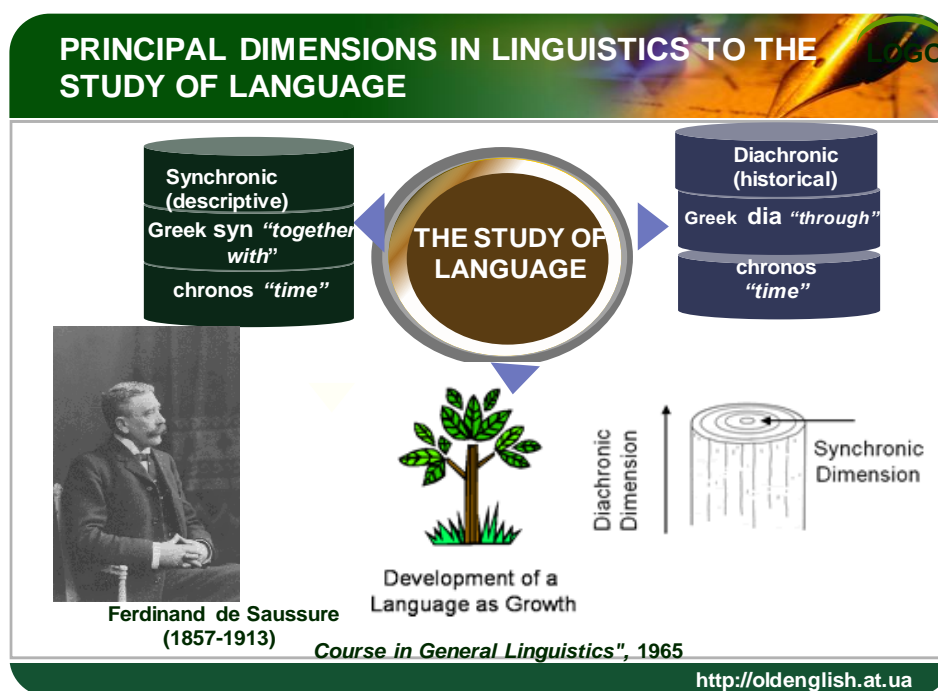 PRINCIPAL DIMENSIONS IN LINGUISTICS TO THE
STUDY OF LANGUAGE
LOGO
Synchronic
(descriptive)
Greek syn “together
with”
chronos “time”
THE STUDY OF
LANGUAGE
Diachronic
(historical)
Greek dia “through”
chronos
“time”
Ferdinand de Saussure
(1857-1913)
Development of a
Language as Growth
Diachronic
Dimension
Synchronic
Dimension
Course in General Linguistics", 1965
http://oldenglish.at.ua